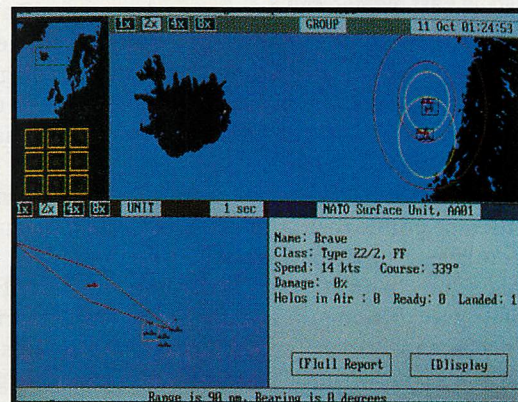 1x 2x 4x 8x GROUP 11 Oct 01:24:53
1x 2x 4x 8x UNIT 1 sec NATO Surface Unit, AA01
Name: Brave
Class: Type 22/2, FF
Speed: 14 kts Course: 339°
Damage: 0%
Helos in Air : 0 Ready: 0 Landed: 1
[F]ull Report [D]isplay
Range is 90 nm. Bearing is 0 degrees